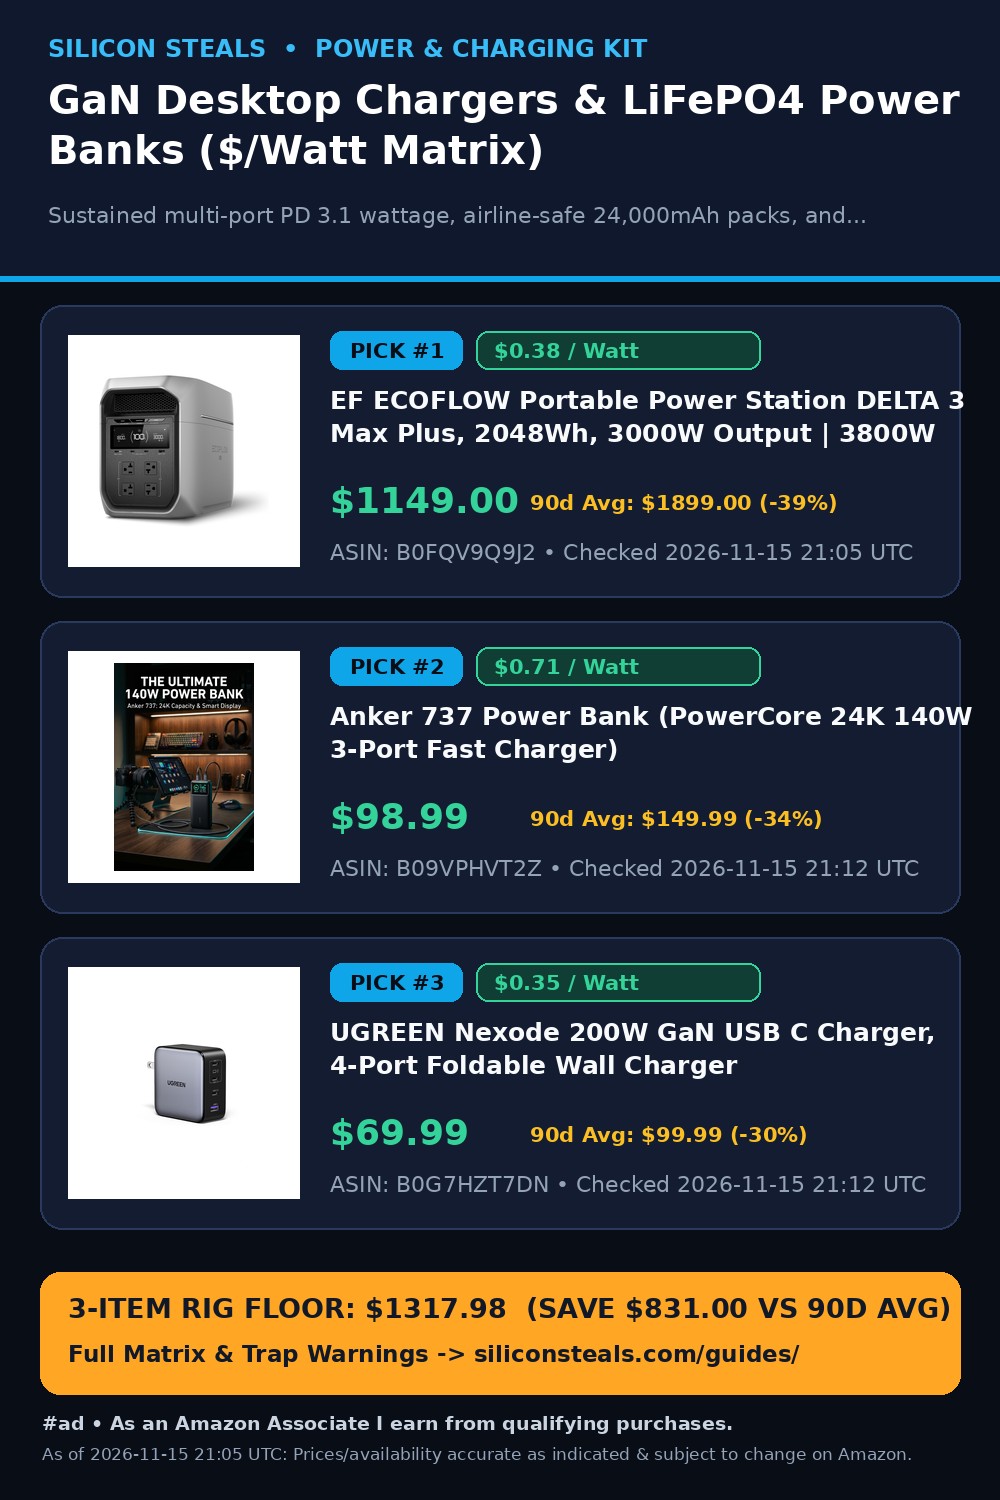 SILICON STEALS • POWER & CHARGING KIT
GaN Desktop Chargers & LiFePO4 Power
Banks ($/Watt Matrix)
Sustained multi-port PD 3.1 wattage, airline-safe 24,000mAh packs, and...
PICK #1
$0.38 / Watt
EF ECOFLOW Portable Power Station DELTA 3
Max Plus, 2048Wh, 3000W Output | 3800W
$1149.00 90d Avg: $1899.00 (-39%)
ASIN: B0FQV9Q9J2 • Checked 2026-11-15 21:05 UTC
THE ULTIMATE
140W POWER BANK
Anker 737: 24K Capacity & Smart Display
PICK #2
$0.71 / Watt
Anker 737 Power Bank (PowerCore 24K 140W
3-Port Fast Charger)
$98.99 90d Avg: $149.99 (-34%)
ASIN: B09VPHVT2Z • Checked 2026-11-15 21:12 UTC
UGREEN
PICK #3
$0.35 / Watt
UGREEN Nexode 200W GaN USB C Charger,
4-Port Foldable Wall Charger
$69.99 90d Avg: $99.99 (-30%)
ASIN: B0G7HZT7DN • Checked 2026-11-15 21:12 UTC
3-ITEM RIG FLOOR: $1317.98 (SAVE $831.00 VS 90D AVG)
Full Matrix & Trap Warnings -> siliconsteals.com/guides/
#ad • As an Amazon Associate I earn from qualifying purchases.
As of 2026-11-15 21:05 UTC: Prices/availability accurate as indicated & subject to change on Amazon.